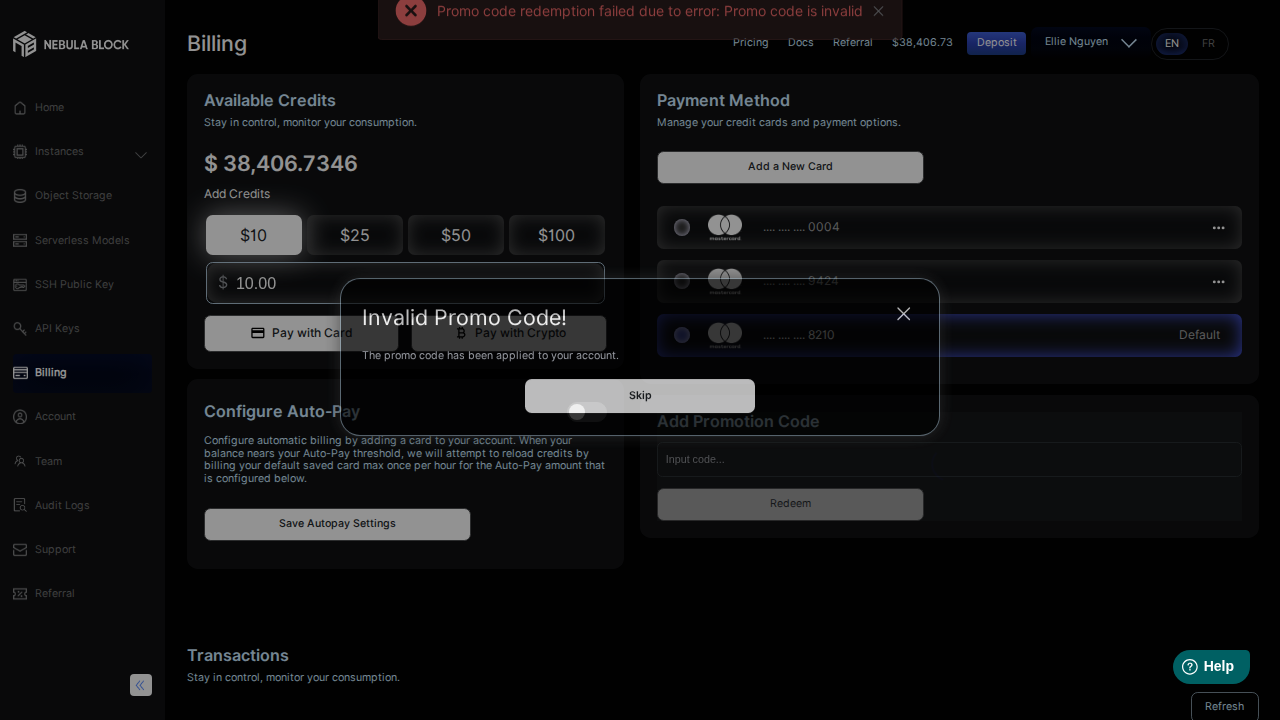 Promo code redemption failed due to error: Promo code is invalid
NEBULA BLOCK
Billing
Pricing
Docs
Referral
$38,406.73
Deposit
Ellie Nguyen
EN
FR
Home
Instances
Object Storage
Serverless Models
SSH Public Key
API Keys
Billing
Account
Team
Audit Logs
Support
Referral
Available Credits
Stay in control, monitor your consumption.
$ 38,406.7346
Add Credits
$10
$25
$50
$100
$ 10.00
Pay with Card
Pay with Crypto
Payment Method
Manage your credit cards and payment options.
Add a New Card
mastercard
.... .... .... 0004
mastercard
.... .... .... 9424
mastercard
.... .... .... 8210
Default
Invalid Promo Code!
The promo code has been applied to your account.
Skip
Configure Auto-Pay
Configure automatic billing by adding a card to your account. When your
balance nears your Auto-Pay threshold, we will attempt to reload credits by
billing your default saved card max once per hour for the Auto-Pay amount that
is configured below.
Save Autopay Settings
Add Promotion Code
Input code...
Redeem
Transactions
Stay in control, monitor your consumption.
Help
Refresh